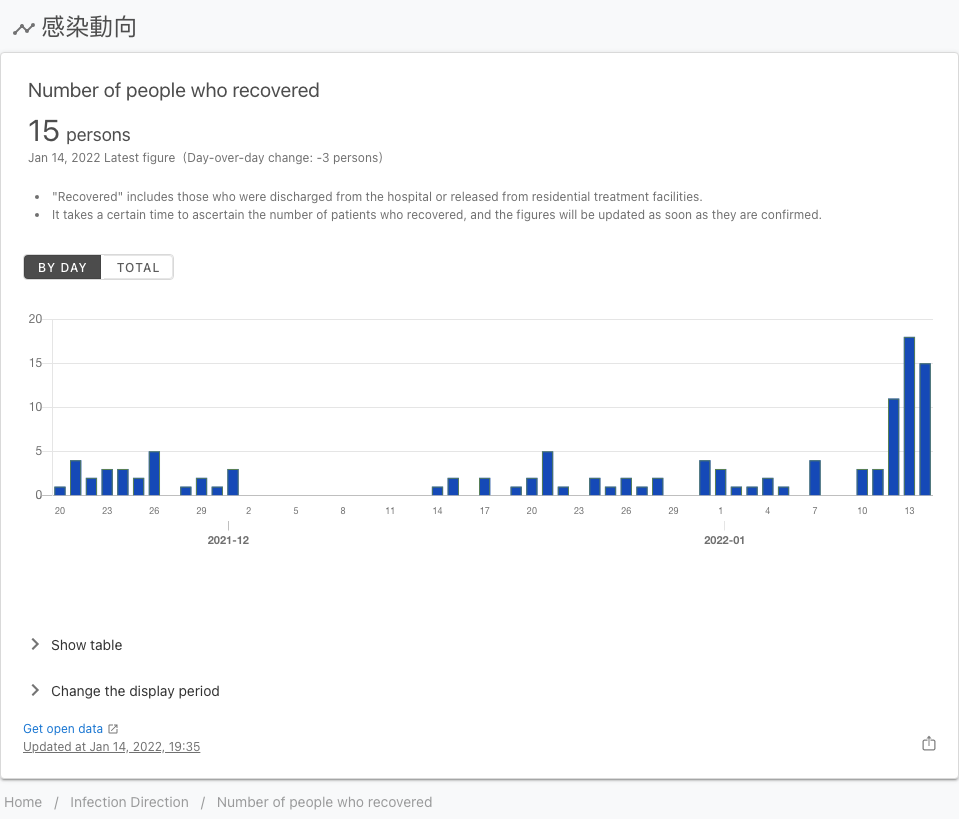 感染動向
Number of people who recovered
15 persons
Jan 14, 2022 Latest figure (Day-over-day change: -3 persons)
• "Recovered" includes those who were discharged from the hospital or released from residential treatment facilities.
• It takes a certain time to ascertain the number of patients who recovered, and the figures will be updated as soon as they are confirmed.
BY DAY TOTAL
20
15
10
5
0
20 23 26 29 2 5 8 11 14 17 20 23 26 29 1 4 7 10 13
2021-12 2022-01
Show table
Change the display period
Get open data
Updated at Jan 14, 2022, 19:35
Home / Infection Direction / Number of people who recovered